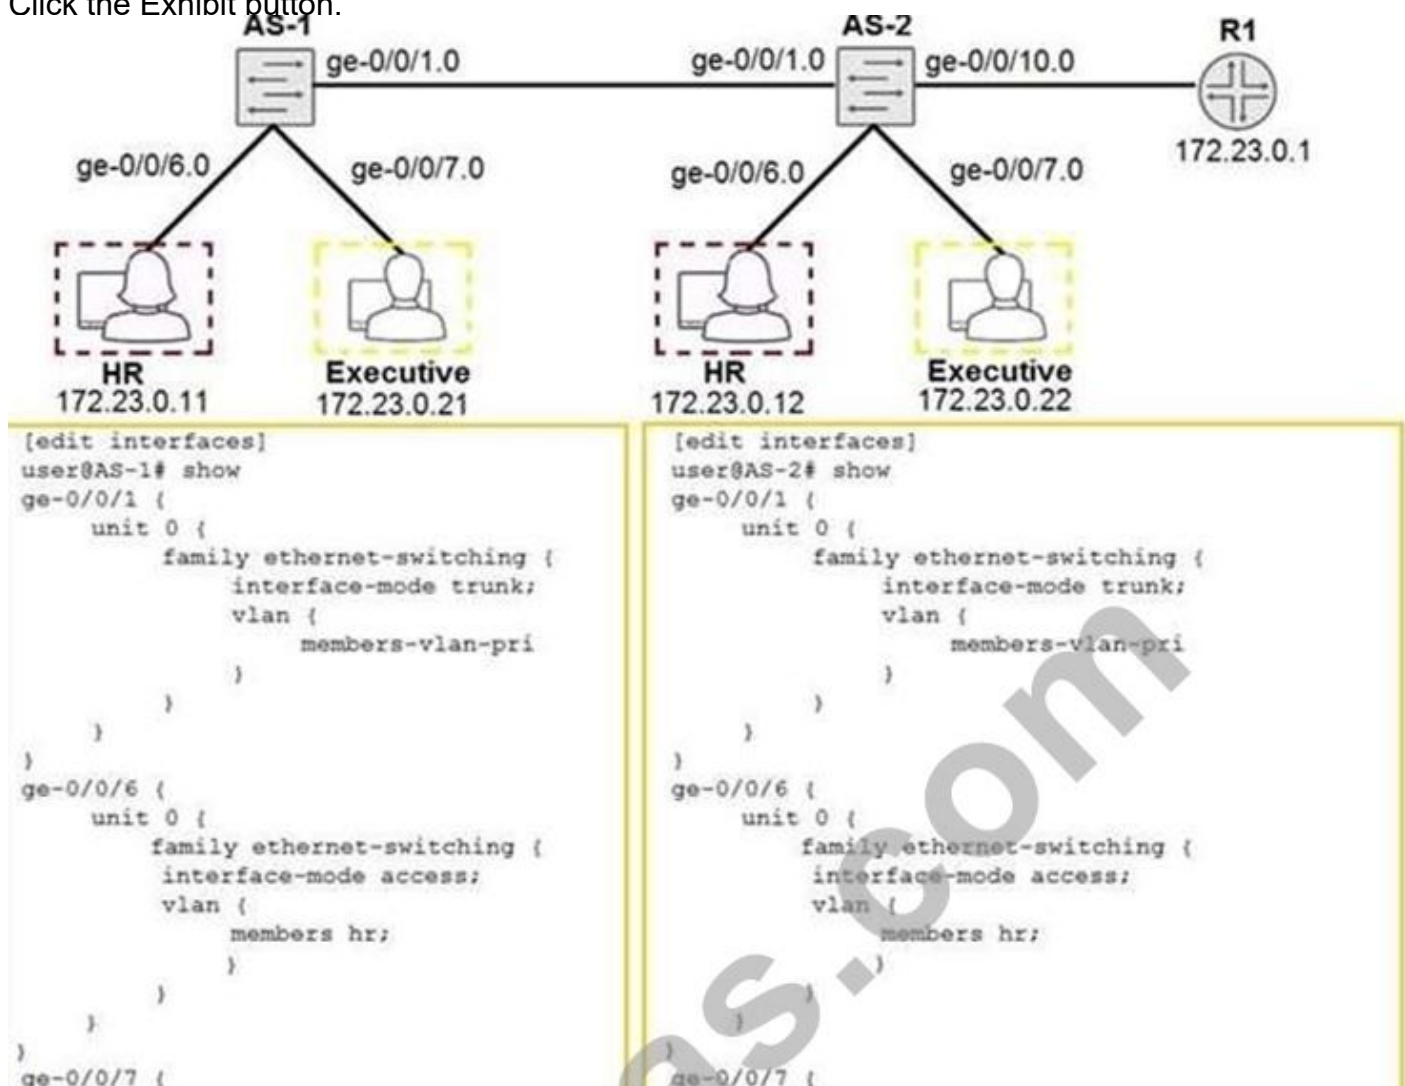 Click the Exhibit button.
AS-1
AS-2
R1
ge-0/0/1.0
ge-0/0/1.0
ge-0/0/10.0
172.23.0.1
ge-0/0/6.0
ge-0/0/7.0
ge-0/0/6.0
ge-0/0/7.0
HR
Executive
HR
Executive
172.23.0.11
172.23.0.21
172.23.0.12
172.23.0.22
[edit interfaces]
user@AS-1# show
ge-0/0/1 {
unit 0 {
family ethernet-switching {
interface-mode trunk;
vlan {
members-vlan-pri
}
}
}
}
ge-0/0/6 {
unit 0 {
family ethernet-switching {
interface-mode access;
vlan {
members hr;
}
}
}
}
ge-0/0/7 {
[edit interfaces]
user@AS-2# show
ge-0/0/1 {
unit 0 {
family ethernet-switching {
interface-mode trunk;
vlan {
members-vlan-pri
}
}
}
}
ge-0/0/6 {
unit 0 {
family ethernet-switching {
interface-mode access;
vlan {
members hr;
}
}
}
}
ge-0/0/7 {
s.com